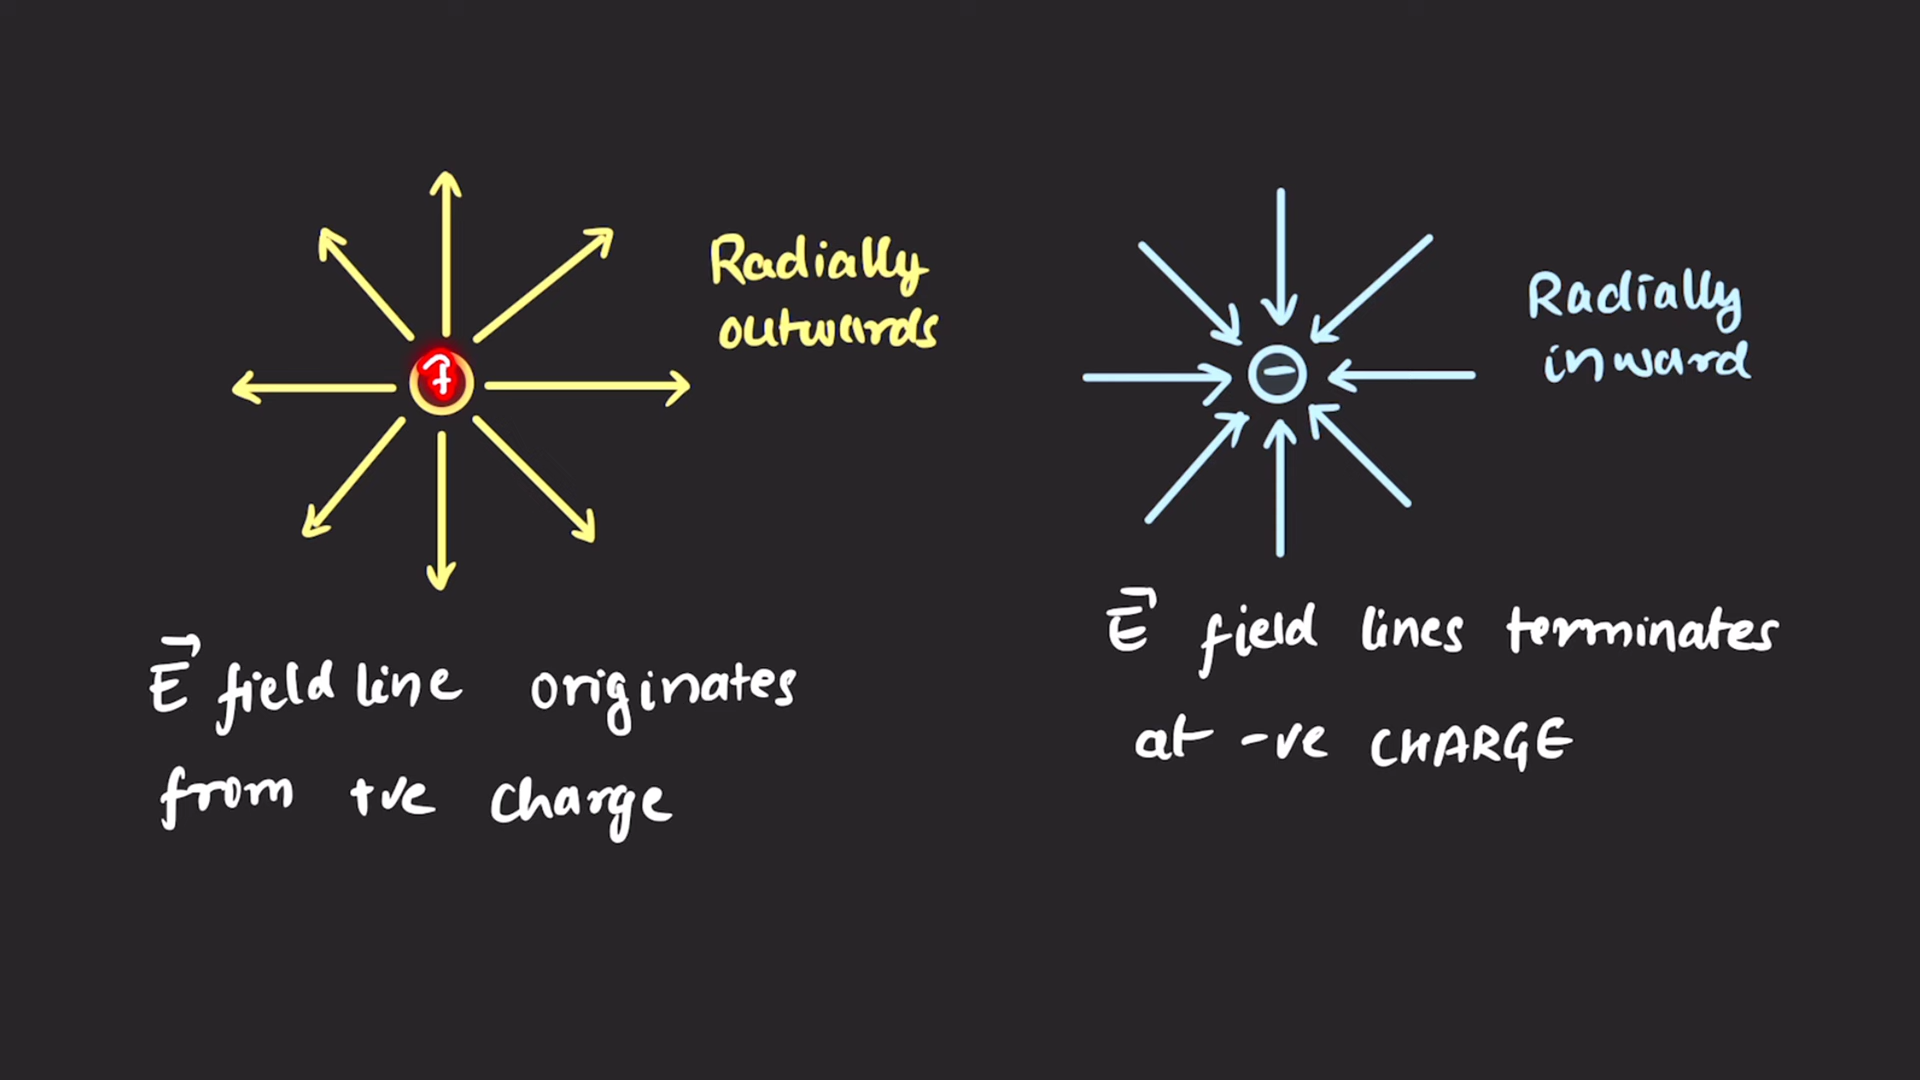 Radially
outwards
+
E⃗ field line originates
from +ve charge
Radially
inward
-
E⃗ field lines terminates
at -ve CHARGE